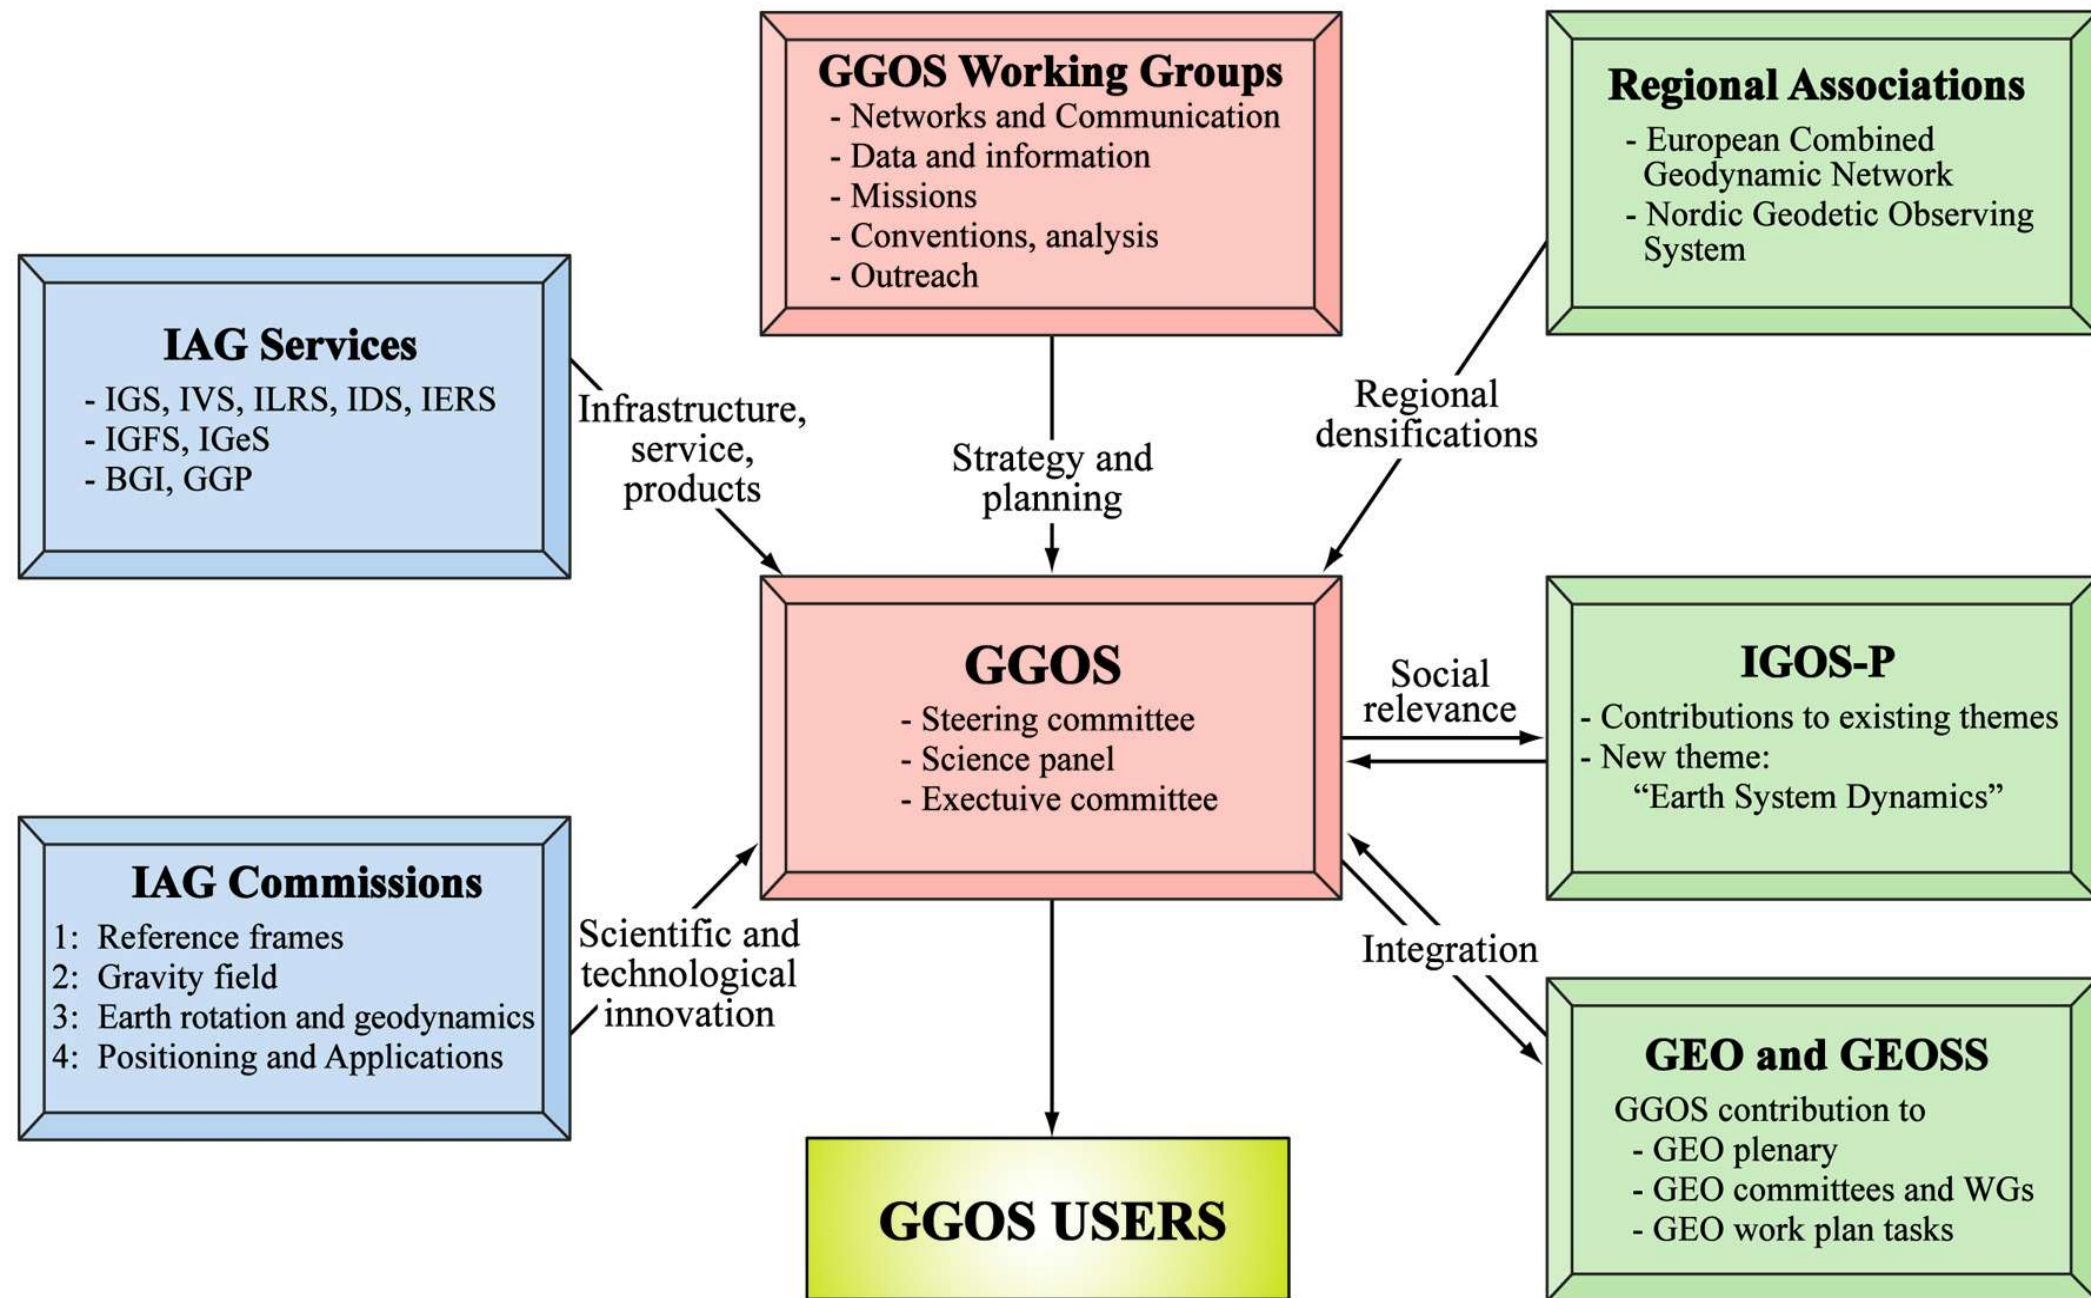 GGOS Working Groups
- Networks and Communication
- Data and information
- Missions
- Conventions, analysis
- Outreach
Regional Associations
- European Combined
Geodynamic Network
- Nordic Geodetic Observing
System
IAG Services
- IGS, IVS, ILRS, IDS, IERS
- IGFS, IGeS
- BGI, GGP
Infrastructure,
service,
products
Strategy and
planning
Regional
densifications
GGOS
- Steering committee
- Science panel
- Exectuive committee
Social
relevance
IGOS-P
- Contributions to existing themes
- New theme:
“Earth System Dynamics”
IAG Commissions
1: Reference frames
2: Gravity field
3: Earth rotation and geodynamics
4: Positioning and Applications
Scientific and
technological
innovation
Integration
GEO and GEOSS
GGOS contribution to
- GEO plenary
- GEO committees and WGs
- GEO work plan tasks
GGOS USERS